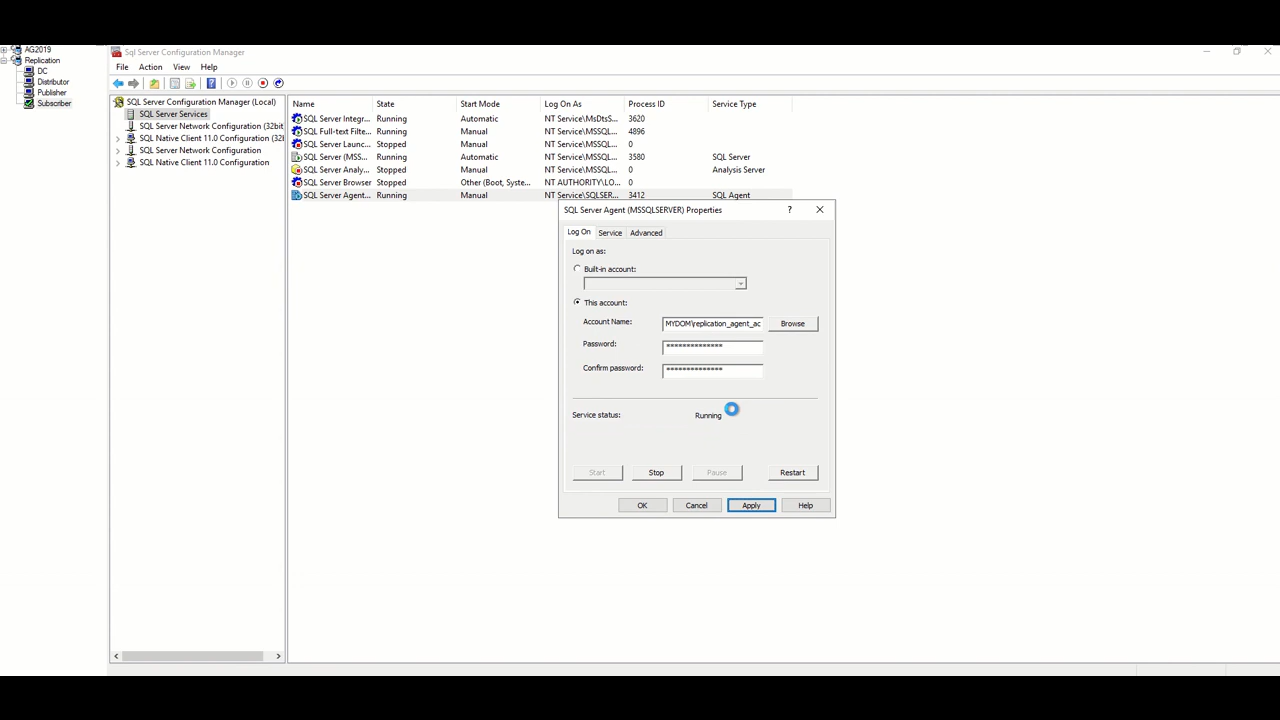 AG2019
Replication
DC
Distributor
Publisher
Subscriber
Sql Server Configuration Manager
File Action View Help
SQL Server Configuration Manager (Local)
SQL Server Services
SQL Server Network Configuration (32bit
SQL Native Client 11.0 Configuration (32l
SQL Server Network Configuration
SQL Native Client 11.0 Configuration
Name State Start Mode Log On As Process ID Service Type
SQL Server Integr... Running Automatic NT Service\MsDtsS... 3620
SQL Full-text Filte... Running Manual NT Service\MSSQL... 4896
SQL Server Launc... Stopped Manual NT Service\MSSQL... 0
SQL Server (MSS... Running Automatic NT Service\MSSQL... 3580 SQL Server
SQL Server Analy... Stopped Manual NT Service\MSSQL... 0 Analysis Server
SQL Server Browser Stopped Other (Boot, Syste... NT AUTHORITY\LO... 0
SQL Server Agent... Running Manual NT Service\SQLSER... 3412 SQL Agent
SQL Server Agent (MSSQLSERVER) Properties ?
Log On Service Advanced
Log on as:
Built-in account:
This account:
Account Name: MYDOM\replication_agent_ac Browse
Password: **************
Confirm password: **************
Service status: Running
Start Stop Pause Restart
OK Cancel Apply Help